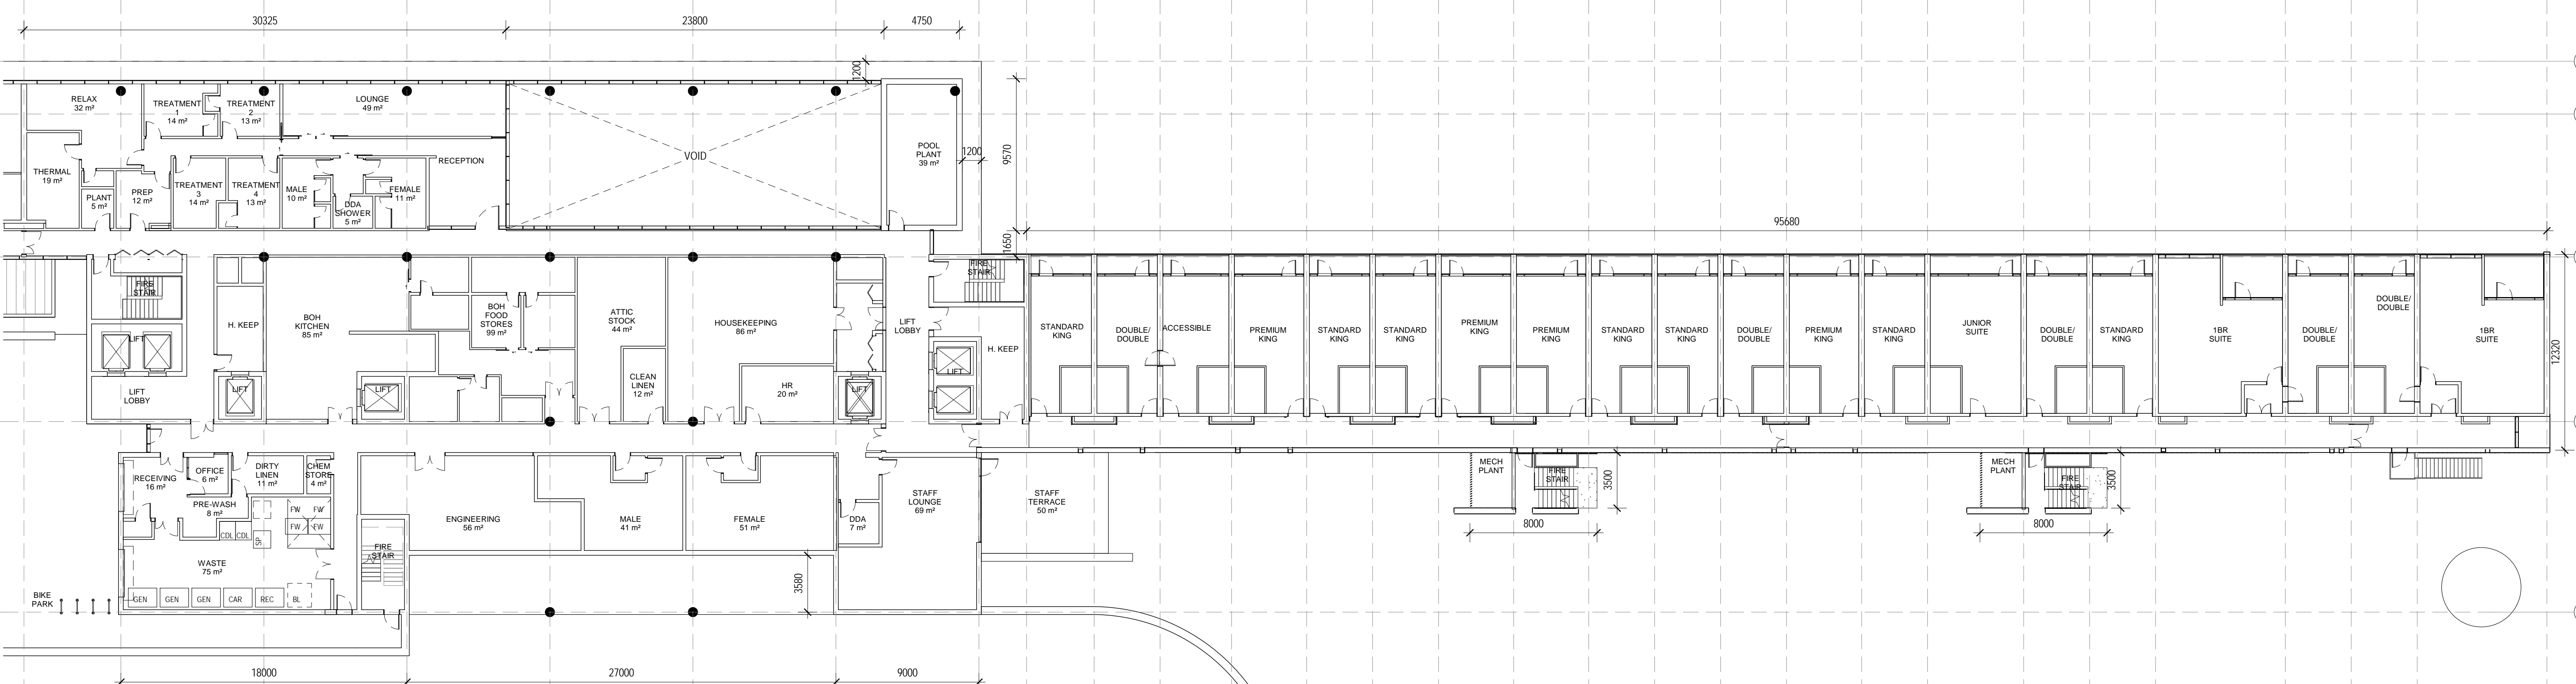 30325
23800
4750
1200
RELAX
32 m²
TREATMENT
1
14 m²
TREATMENT
2
13 m²
LOUNGE
49 m²
THERMAL
19 m²
PLANT
5 m²
PREP
12 m²
TREATMENT
3
14 m²
TREATMENT
4
13 m²
MALE
10 m²
DDA
SHOWER
5 m²
FEMALE
11 m²
RECEPTION
VOID
POOL
PLANT
39 m²
1200
9570
1650
95680
FIRE
STAIR
LIFT
LIFT
LOBBY
H. KEEP
LIFT
BOH
KITCHEN
85 m²
LIFT
BOH
FOOD
STORES
99 m²
ATTIC
STOCK
44 m²
CLEAN
LINEN
12 m²
HOUSEKEEPING
86 m²
HR
20 m²
LIFT
LIFT
LOBBY
FIRE
STAIR
LIFT
H. KEEP
STANDARD
KING
DOUBLE/
DOUBLE
ACCESSIBLE
PREMIUM
KING
STANDARD
KING
STANDARD
KING
PREMIUM
KING
PREMIUM
KING
STANDARD
KING
STANDARD
KING
DOUBLE/
DOUBLE
PREMIUM
KING
STANDARD
KING
JUNIOR
SUITE
DOUBLE/
DOUBLE
STANDARD
KING
1BR
SUITE
DOUBLE/
DOUBLE
DOUBLE/
DOUBLE
1BR
SUITE
12320
RECEIVING
16 m²
OFFICE
6 m²
DIRTY
LINEN
11 m²
CHEM
STORE
4 m²
PRE-WASH
8 m²
CDL
CDL
SP
FW
FW
FW
FW
WASTE
75 m²
GEN
GEN
GEN
CAR
REC
BL
BIKE
PARK
FIRE
STAIR
ENGINEERING
56 m²
MALE
41 m²
FEMALE
51 m²
DDA
7 m²
STAFF
LOUNGE
69 m²
STAFF
TERRACE
50 m²
3580
MECH
PLANT
FIRE
STAIR
3500
8000
MECH
PLANT
FIRE
STAIR
3500
8000
18000
27000
9000